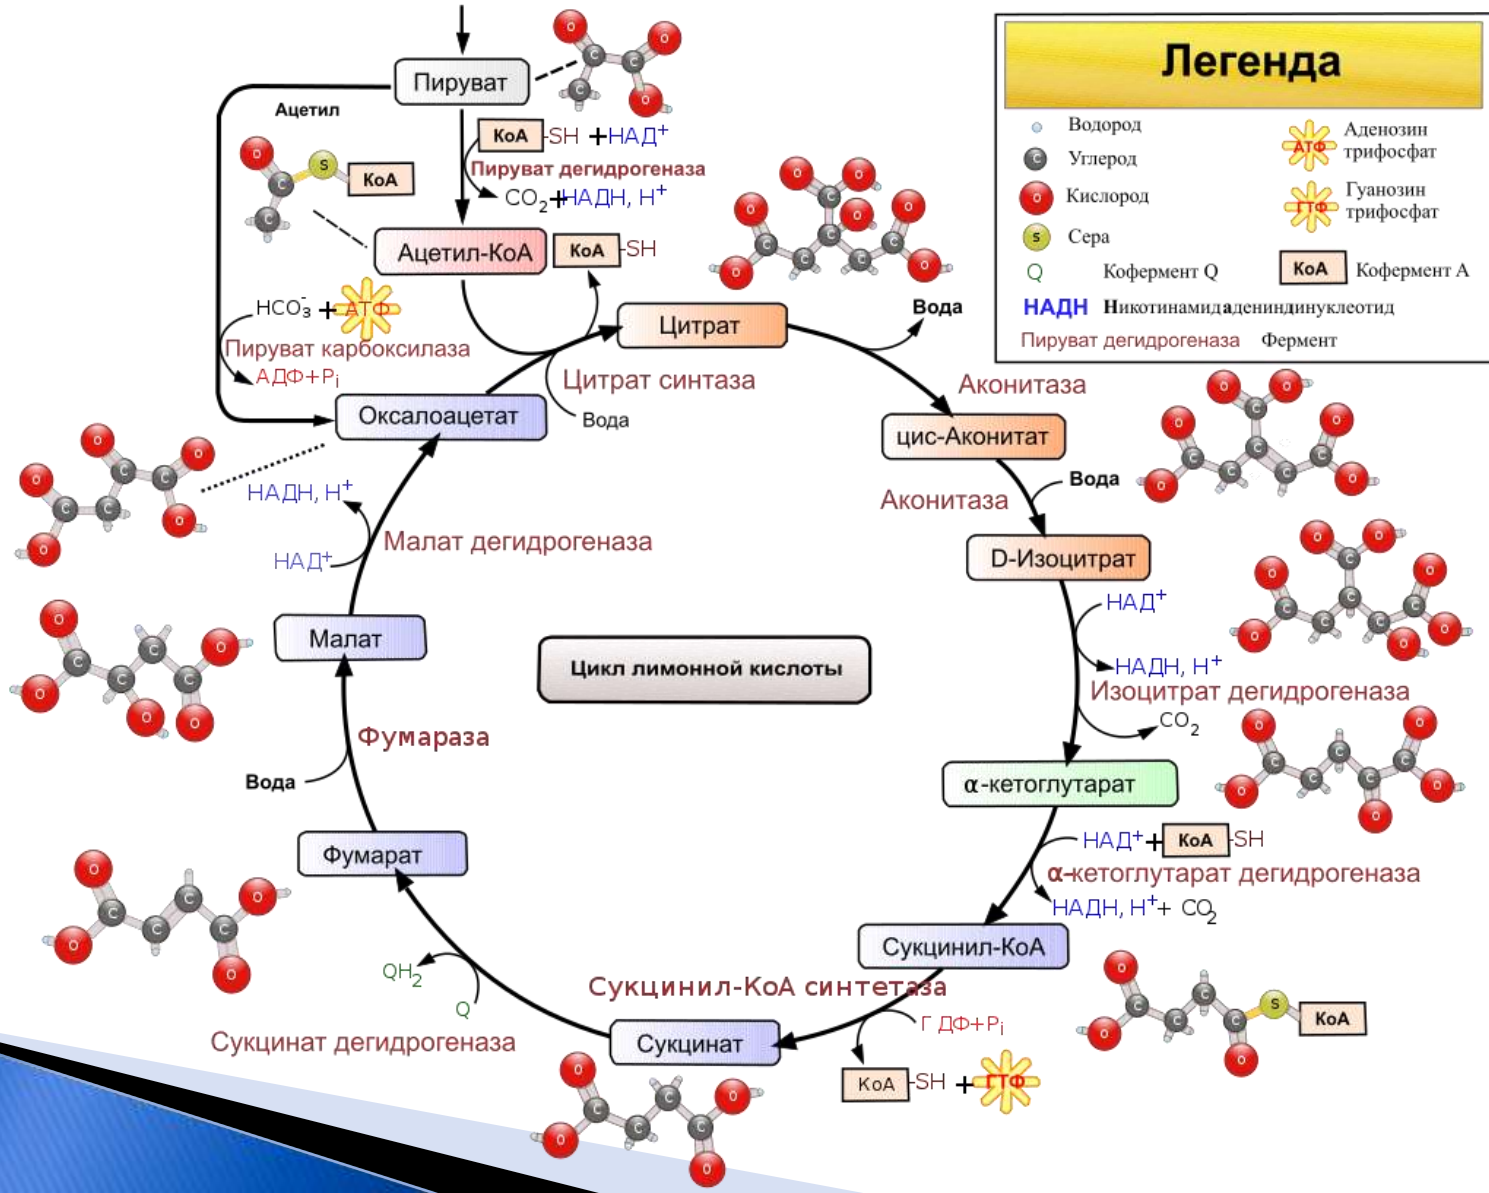 Легенда
Водород
Углерод
Кислород
Сера
Q Кофермент Q
НАДН Никотинамидадениндинуклеотид
Пируват дегидрогеназа Фермент
АТФ Аденозин
трифосфат
ГТФ Гуанозин
трифосфат
КоА Кофермент А
Пируват
Ацетил
КоА-SH +НАД⁺
Пируват дегидрогеназа
CO₂+НАДН, Н⁺
S КоА
Ацетил-КоА
КоА-SH
HCO₃⁻ + АТФ
Пируват карбоксилаза
АДФ+Pᵢ
Цитрат
Вода
Цитрат синтаза
Вода
Аконитаза
Оксалоацетат
цис-Аконитат
Вода
Аконитаза
НАДН, Н⁺
НАД⁺
Малат дегидрогеназа
D-Изоцитрат
НАД⁺
НАДН, Н⁺
Изоцитрат дегидрогеназа
CO₂
Малат
Цикл лимонной кислоты
Фумараза
Вода
α-кетоглутарат
НАД⁺+КоА-SH
α-кетоглутарат дегидрогеназа
НАДН, Н⁺+ CO₂
Фумарат
Сукцинил-КоА
Сукцинил-КоА синтетаза
QH₂
Q
Г ДФ+Pᵢ
Сукцинат дегидрогеназа
Сукцинат
КоА-SH + ГТФ
S КоА